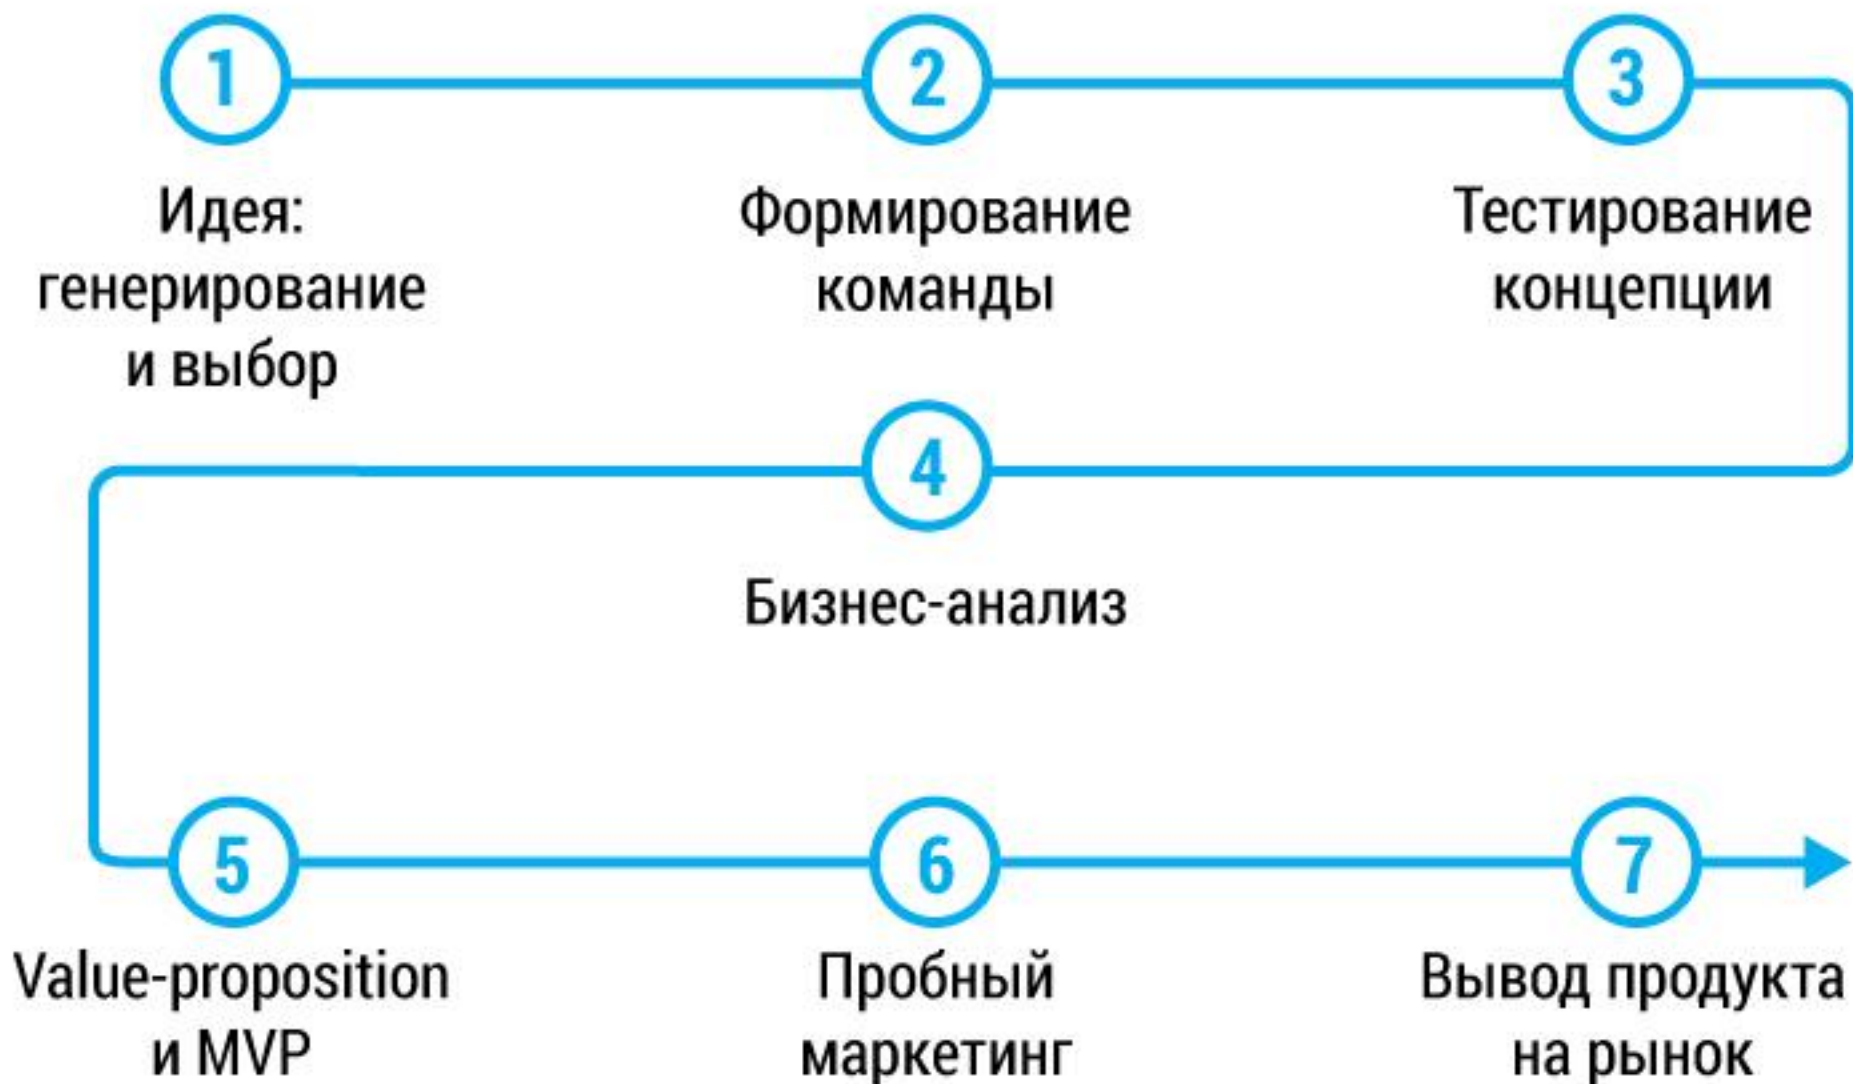 1
Идея:
генерирование
и выбор
2
Формирование
команды
3
Тестирование
концепции
4
Бизнес-анализ
5
Value-proposition
и MVP
6
Пробный
маркетинг
7
Вывод продукта
на рынок